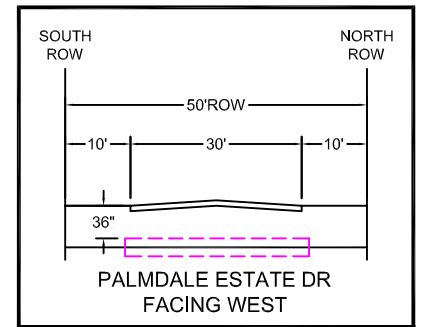 SOUTH
ROW
NORTH
ROW
50'ROW
10'
30'
10'
36"
PALMDALE ESTATE DR
FACING WEST